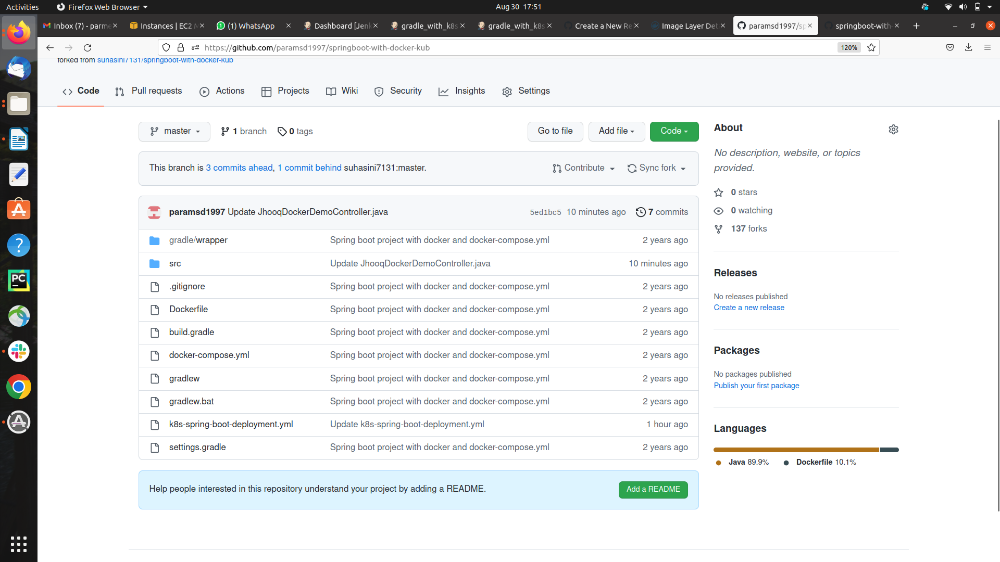 Activities Firefox Web Browser Aug 30 17:51
Inbox (7) - parme Instances | EC2 M (1) WhatsApp Dashboard [Jenk gradle_with_k8s gradle_with_k8s Create a New Re Image Layer Det paramsd1997/sp springboot-with-
https://github.com/paramsd1997/springboot-with-docker-kub 120%
forked from suhasini7131/springboot-with-docker-kub
Code Pull requests Actions Projects Wiki Security Insights Settings
master 1 branch 0 tags Go to file Add file Code
This branch is 3 commits ahead, 1 commit behind suhasini7131:master. Contribute Sync fork
paramsd1997 Update JhooqDockerDemoController.java 5ed1bc5 10 minutes ago 7 commits
gradle/wrapper Spring boot project with docker and docker-compose.yml 2 years ago
src Update JhooqDockerDemoController.java 10 minutes ago
.gitignore Spring boot project with docker and docker-compose.yml 2 years ago
Dockerfile Spring boot project with docker and docker-compose.yml 2 years ago
build.gradle Spring boot project with docker and docker-compose.yml 2 years ago
docker-compose.yml Spring boot project with docker and docker-compose.yml 2 years ago
gradlew Spring boot project with docker and docker-compose.yml 2 years ago
gradlew.bat Spring boot project with docker and docker-compose.yml 2 years ago
k8s-spring-boot-deployment.yml Update k8s-spring-boot-deployment.yml 1 hour ago
settings.gradle Spring boot project with docker and docker-compose.yml 2 years ago
Help people interested in this repository understand your project by adding a README. Add a README
About
No description, website, or topics
provided.
0 stars
0 watching
137 forks
Releases
No releases published
Create a new release
Packages
No packages published
Publish your first package
Languages
Java 89.9% Dockerfile 10.1%
PC